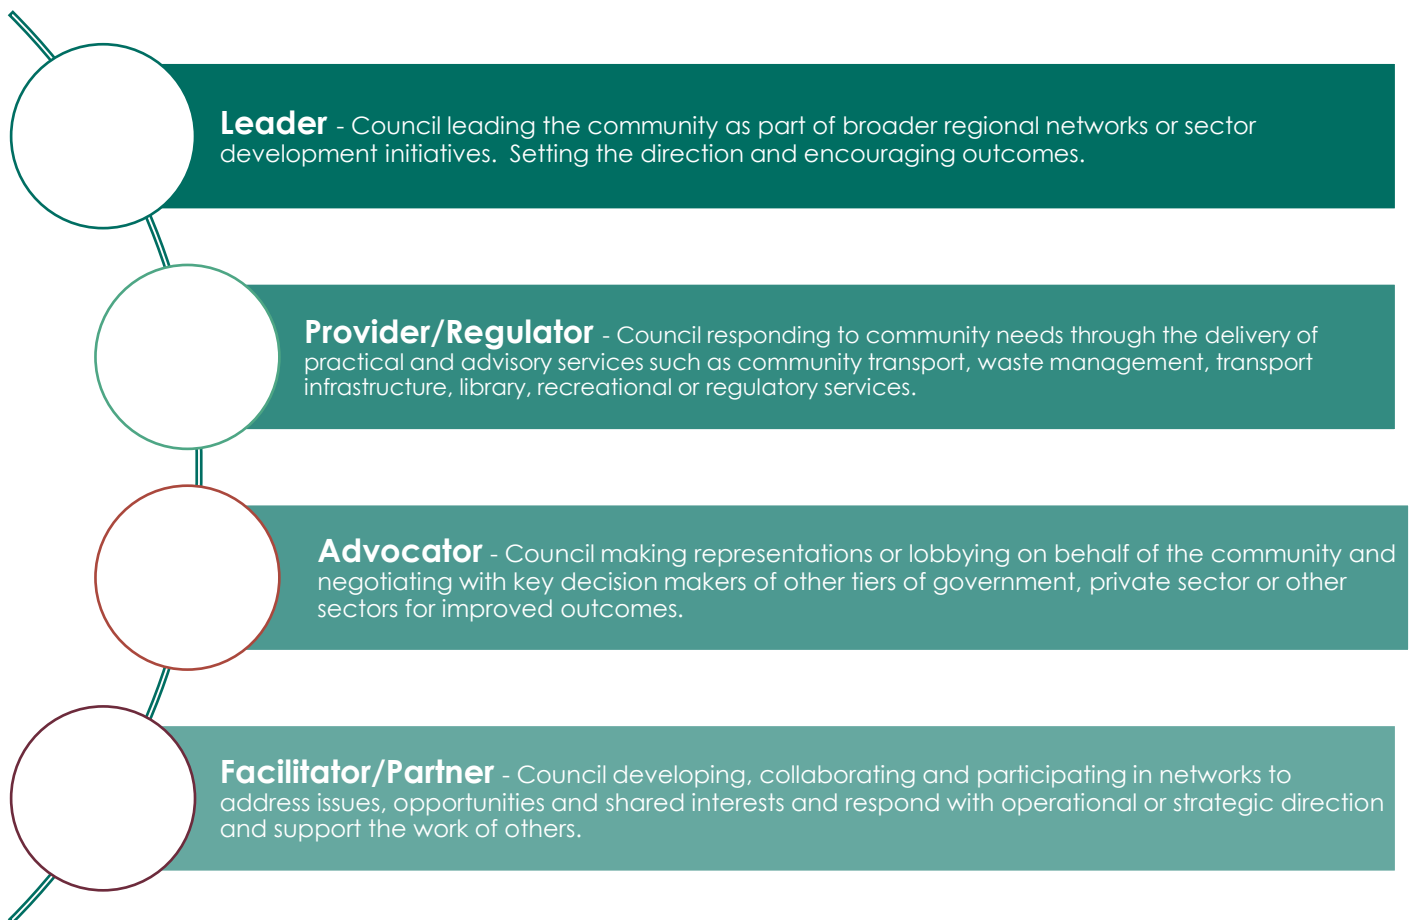 Leader - Council leading the community as part of broader regional networks or sector
development initiatives.  Setting the direction and encouraging outcomes.
Provider/Regulator - Council responding to community needs through the delivery of
practical and advisory services such as community transport, waste management, transport
infrastructure, library, recreational or regulatory services.
Advocator - Council making representations or lobbying on behalf of the community and
negotiating with key decision makers of other tiers of government, private sector or other
sectors for improved outcomes.
Facilitator/Partner - Council developing, collaborating and participating in networks to
address issues, opportunities and shared interests and respond with operational or strategic direction
and support the work of others.